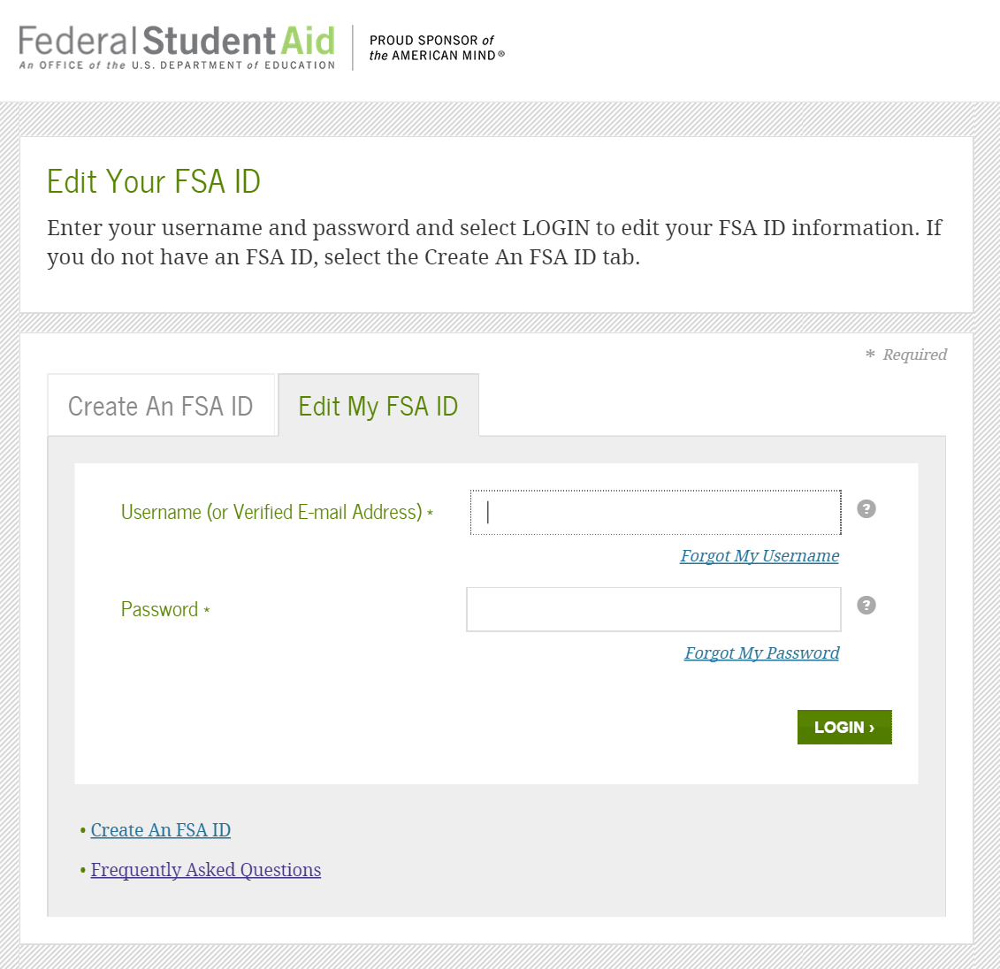 Federal Student Aid
An OFFICE of the U.S. DEPARTMENT of EDUCATION
PROUD SPONSOR of
the AMERICAN MIND®
Edit Your FSA ID
Enter your username and password and select LOGIN to edit your FSA ID information. If
you do not have an FSA ID, select the Create An FSA ID tab.
* Required
Create An FSA ID
Edit My FSA ID
Username (or Verified E-mail Address) *
?
Forgot My Username
Password *
?
Forgot My Password
LOGIN ›
• Create An FSA ID
• Frequently Asked Questions